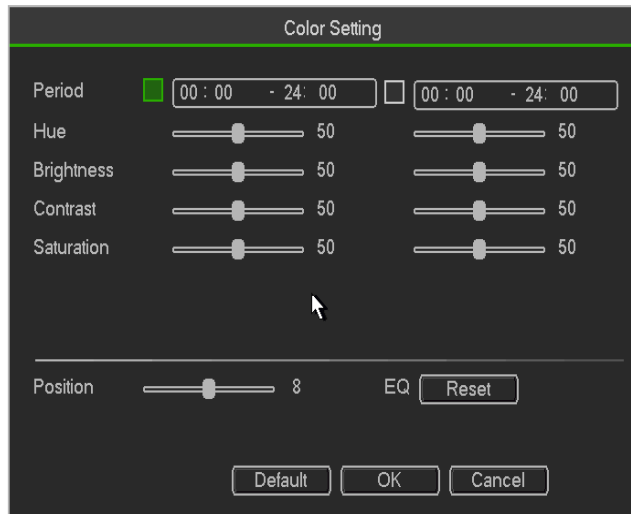 Color Setting
Period 00 : 00 - 24: 00 00 : 00 - 24: 00
Hue 50 50
Brightness 50 50
Contrast 50 50
Saturation 50 50
Position 8 EQ Reset
Default OK Cancel